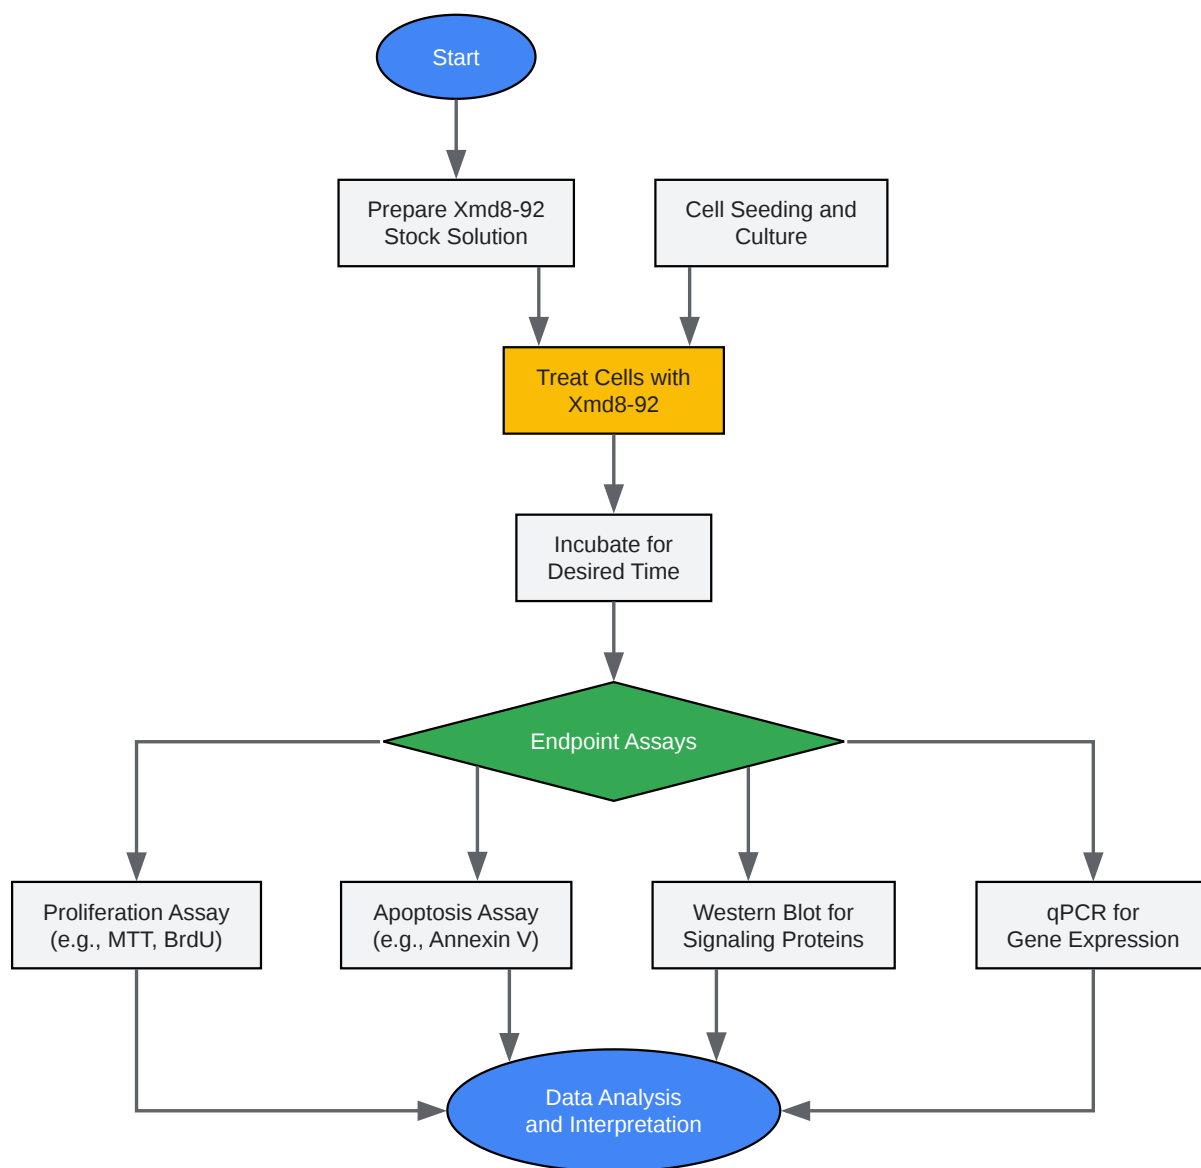 Start
Prepare Xmd8-92
Stock Solution
Cell Seeding and
Culture
Treat Cells with
Xmd8-92
Incubate for
Desired Time
Endpoint Assays
Proliferation Assay
(e.g., MTT, BrdU)
Apoptosis Assay
(e.g., Annexin V)
Western Blot for
Signaling Proteins
qPCR for
Gene Expression
Data Analysis
and Interpretation